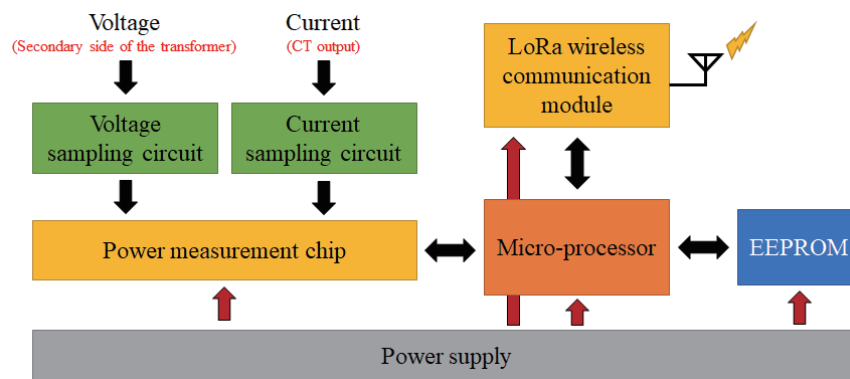 Voltage
(Secondary side of the transformer)
Current
(CT output)
LoRa wireless
communication
module
Voltage
sampling circuit
Current
sampling circuit
Power measurement chip
Micro-processor
EEPROM
Power supply